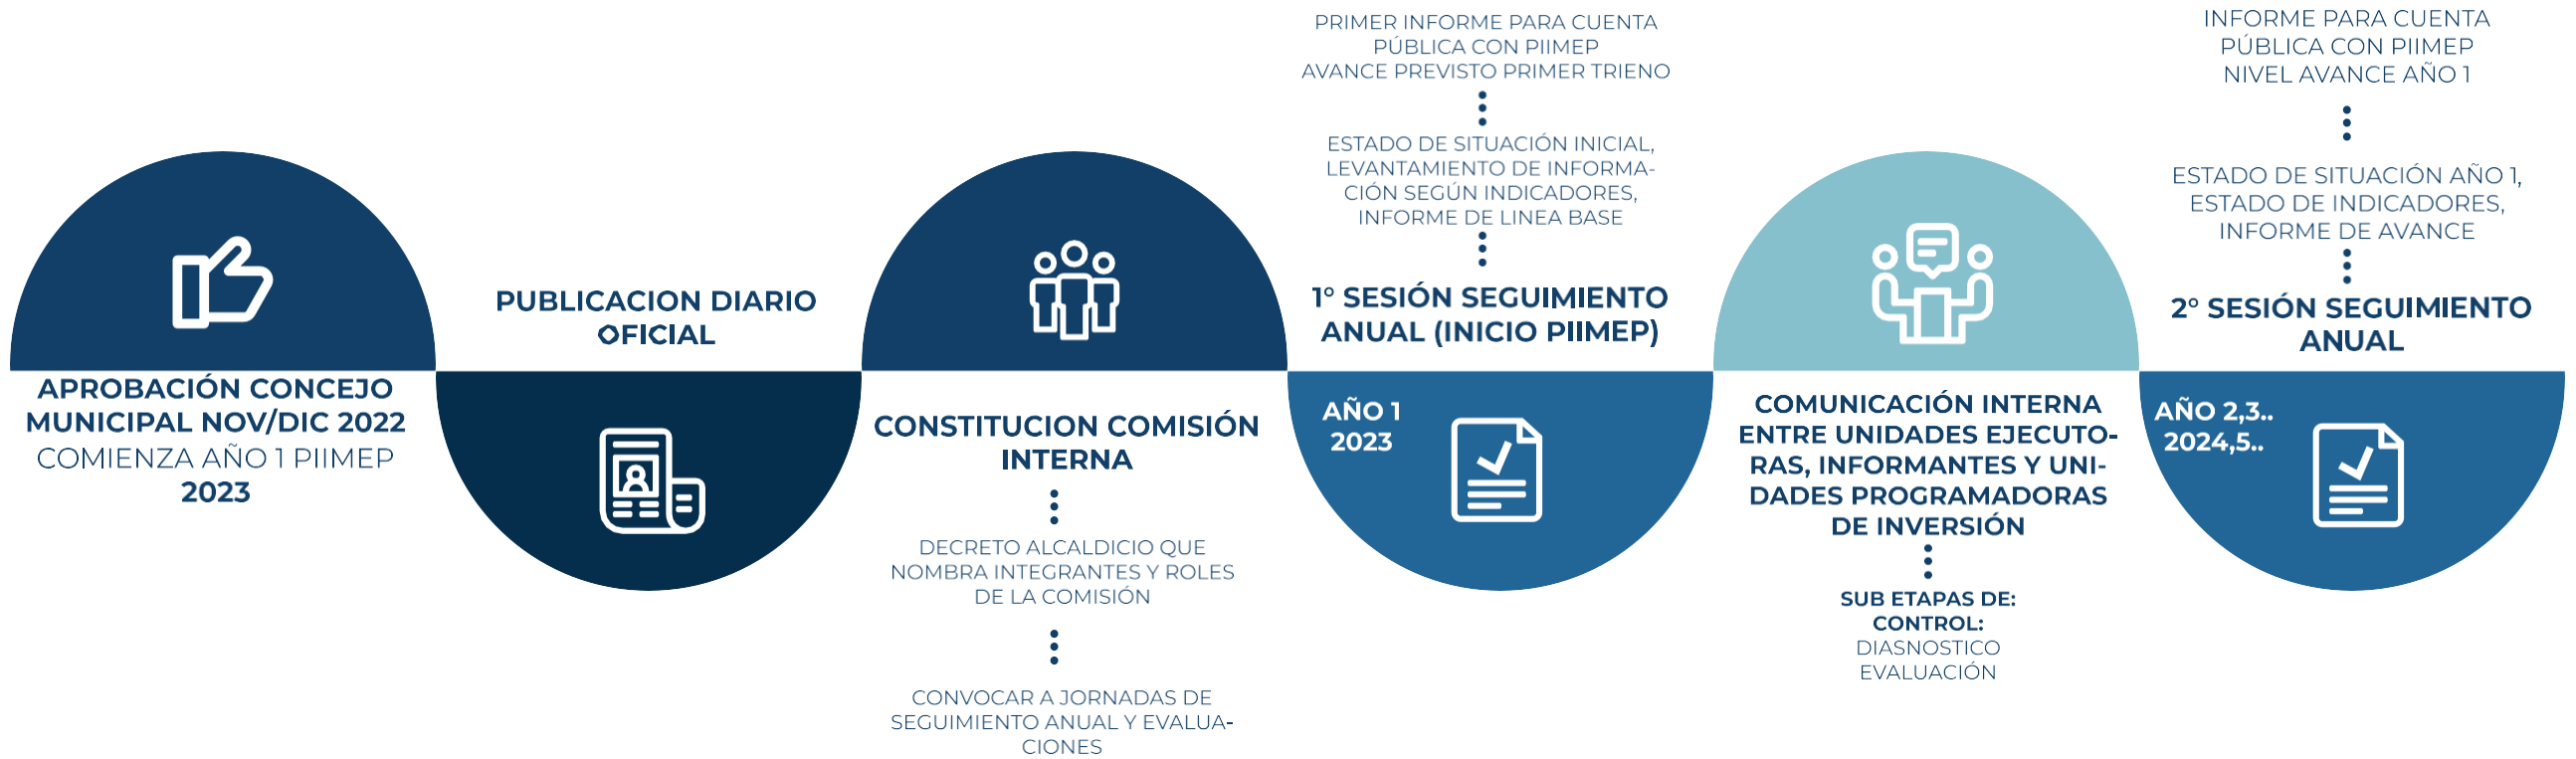 APROBACIÓN CONCEJO
MUNICIPAL NOV/DIC 2022
COMIENZA AÑO 1 PIIMEP
2023
PUBLICACION DIARIO
OFICIAL
CONSTITUCION COMISIÓN
INTERNA
DECRETO ALCALDICIO QUE
NOMBRA INTEGRANTES Y ROLES
DE LA COMISIÓN
CONVOCAR A JORNADAS DE
SEGUIMIENTO ANUAL Y EVALUA-
CIONES
PRIMER INFORME PARA CUENTA
PÚBLICA CON PIIMEP
AVANCE PREVISTO PRIMER TRIENO
ESTADO DE SITUACIÓN INICIAL,
LEVANTAMIENTO DE INFORMA-
CIÓN SEGÚN INDICADORES,
INFORME DE LINEA BASE
1° SESIÓN SEGUIMIENTO
ANUAL (INICIO PIIMEP)
AÑO 1
2023
COMUNICACIÓN INTERNA
ENTRE UNIDADES EJECUTO-
RAS, INFORMANTES Y UNI-
DADES PROGRAMADORAS
DE INVERSIÓN
SUB ETAPAS DE:
CONTROL:
DIASNOSTICO
EVALUACIÓN
INFORME PARA CUENTA
PÚBLICA CON PIIMEP
NIVEL AVANCE AÑO 1
ESTADO DE SITUACIÓN AÑO 1,
ESTADO DE INDICADORES,
INFORME DE AVANCE
2° SESIÓN SEGUIMIENTO
ANUAL
AÑO 2,3..
2024,5..